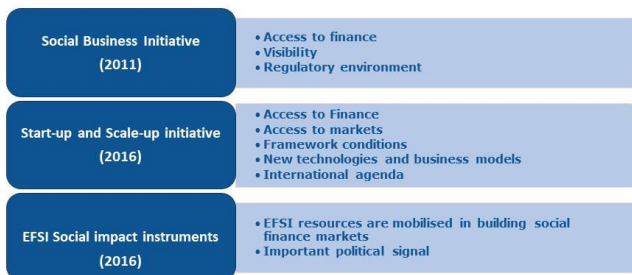 Social Business Initiative
(2011)
• Access to finance
• Visibility
• Regulatory environment
Start-up and Scale-up initiative
(2016)
• Access to Finance
• Access to markets
• Framework conditions
• New technologies and business models
• International agenda
EFSI Social impact instruments
(2016)
• EFSI resources are mobilised in building social
finance markets
• Important political signal